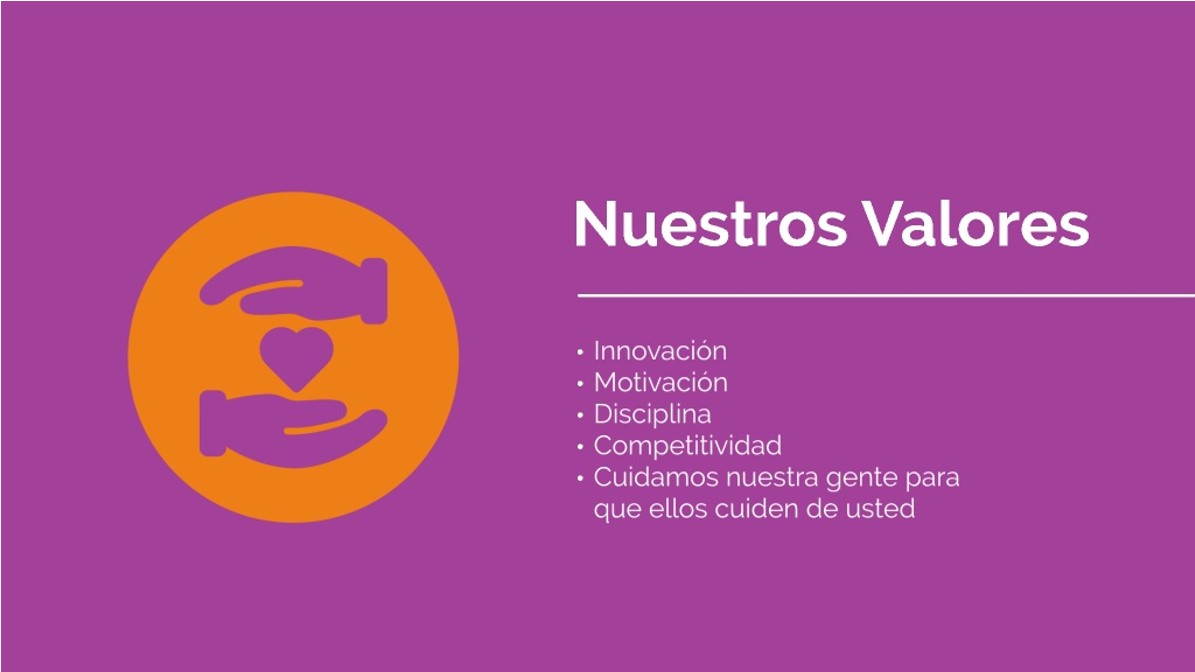 Nuestros Valores
• Innovación
• Motivación
• Disciplina
• Competitividad
• Cuidamos nuestra gente para
que ellos cuiden de usted